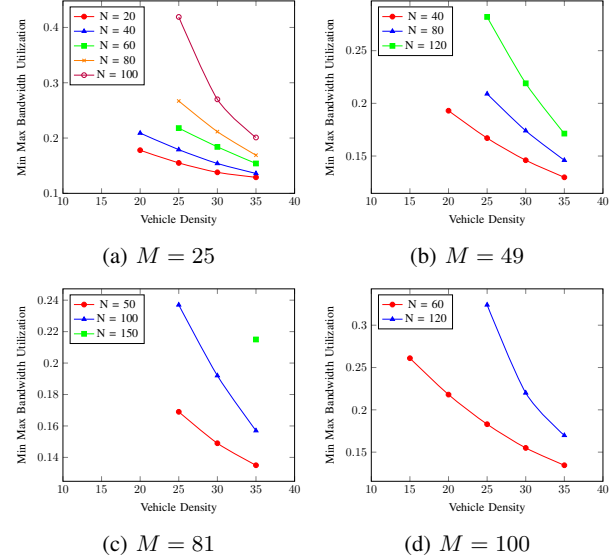 N = 20
N = 40
N = 60
N = 80
N = 100
0.4
0.3
0.2
0.1
10 15 20 25 30 35 40
Vehicle Density
Min Max Bandwidth Utilization
(a) M = 25
N = 40
N = 80
N = 120
0.25
0.2
0.15
10 15 20 25 30 35 40
Vehicle Density
Min Max Bandwidth Utilization
(b) M = 49
N = 50
N = 100
N = 150
0.24
0.22
0.2
0.18
0.16
0.14
10 15 20 25 30 35 40
Vehicle Density
Min Max Bandwidth Utilization
(c) M = 81
N = 60
N = 120
0.3
0.25
0.2
0.15
10 15 20 25 30 35 40
Vehicle Density
Min Max Bandwidth Utilization
(d) M = 100